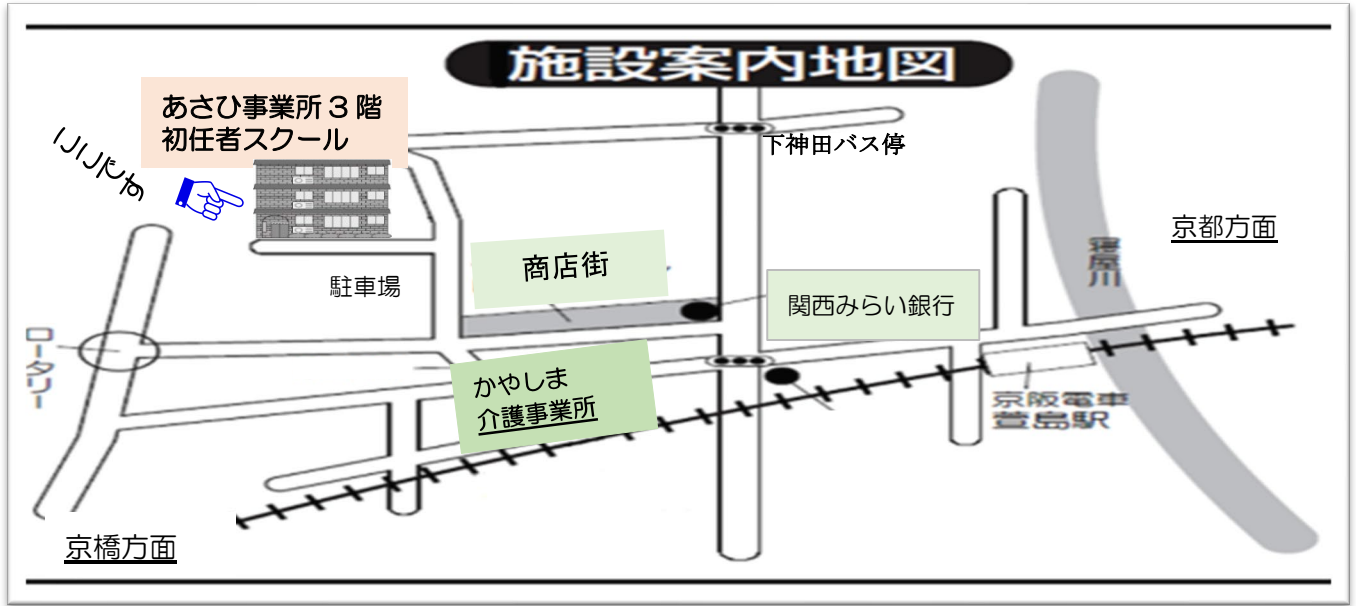 施設案内地図
あさひ事業所3階
初任者スクール
ここです
下神田バス停
京都方面
寝屋川
商店街
駐車場
関西みらい銀行
ロータリー
かやしま
介護事業所
京阪電車
萱島駅
京橋方面